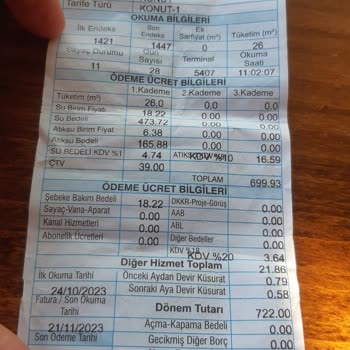 Tarife Türü KONUT-1
OKUMA BİLGİLERİ
İlk Endeks Son Endeks Ek Sarfiyat (m³) Tüketim (m³)
1421 1447 0 26
Sayaç Durumu Gün Sayısı Terminal Okuma Saati
11 28 5407 11:02:07
ÖDEME ÜCRET BİLGİLERİ
Tüketim (m³) 1.Kademe 2.Kademe 3.Kademe
26.0 0.0 0.0
Su Birim Fiyat 18.22 0.00 0.00
Su Bedeli 473.72 0.00 0.00
Atıksu Birim Fiyat 6.38 0.00 0.00
Atıksu Bedeli 165.88 0.00 0.00
SU BEDELİ KDV %1 4.74 KDV %10 16.59
ÇTV 39.00
TOPLAM 699.93
ÖDEME ÜCRET BİLGİLERİ
Şebeke Bakım Bedeli 18.22 DKKR-Proje-Görüş 0.00
Sayaç-Vana-Aparat 0.00 AAB 0.00
Kanal Hizmetleri 0.00 ABL 0.00
Abonelik Ücretleri 0.00 Diğer Bedeller 0.00
KDV %20 3.64
Diğer Hizmet Toplam 21.86
İlk Okuma Tarihi Önceki Aydan Devir Küsurat 0.79
24/10/2023 Sonraki Aya Devir Küsurat 0.58
Fatura / Son Okuma Tarihi Dönem Tutarı 722.00
21/11/2023 Açma-Kapama Bedeli 0.00
Son Ödeme Tarihi Gecikmiş Diğer Borç 0.00